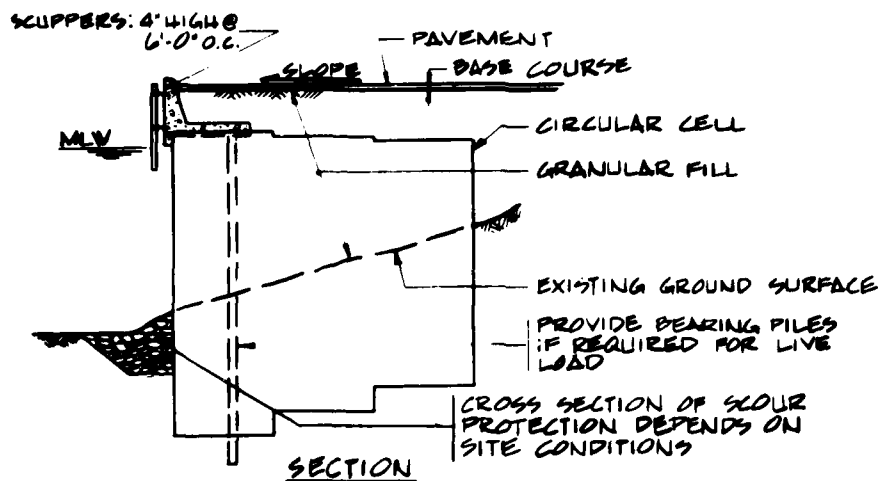 SCUPPERS: 4" HIGH @
6'-0" O.C.
PAVEMENT
SLOPE
BASE COURSE
MLW
CIRCULAR CELL
GRANULAR FILL
EXISTING GROUND SURFACE
PROVIDE BEARING PILES
IF REQUIRED FOR LIVE
LOAD
CROSS SECTION OF SCOUR
PROTECTION DEPENDS ON
SITE CONDITIONS
SECTION